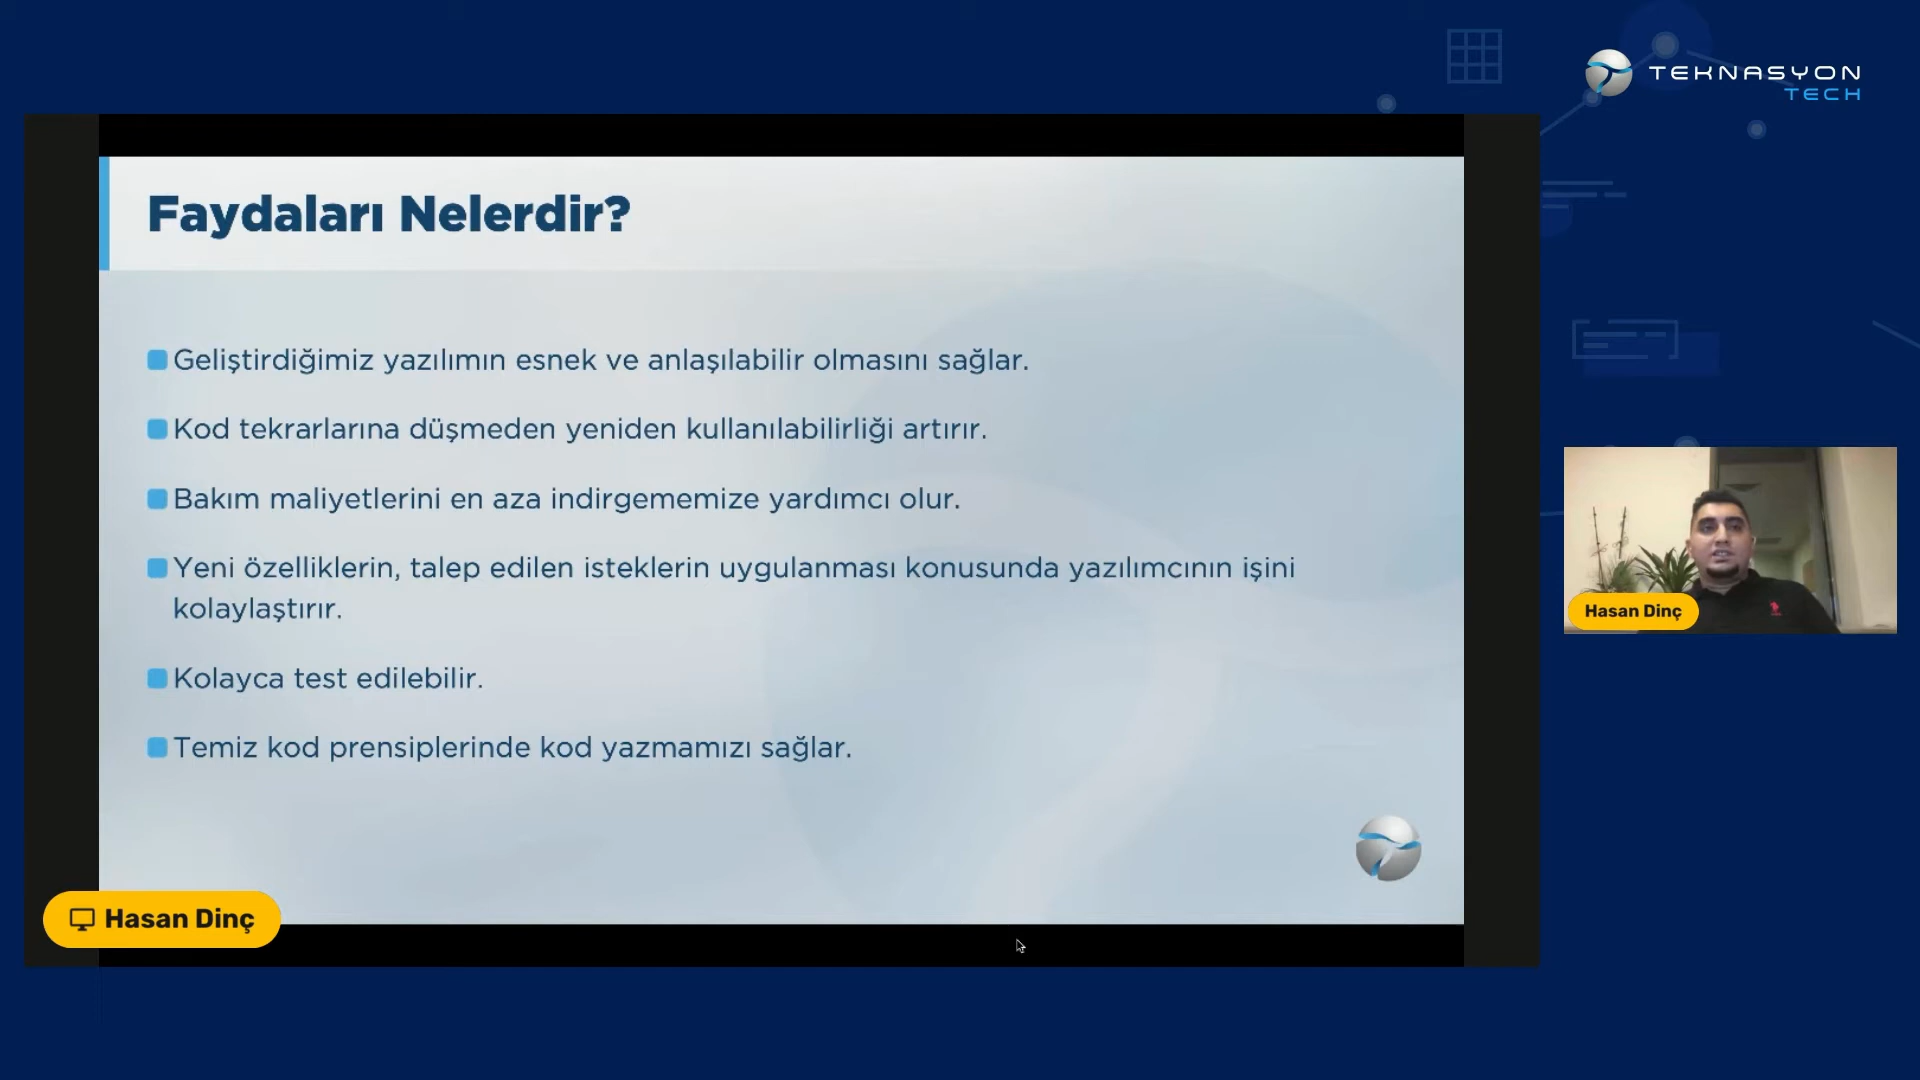 TEKNASYON
TECH
Faydaları Nelerdir?
Geliştirdiğimiz yazılımın esnek ve anlaşılabilir olmasını sağlar.
Kod tekrarlarına düşmeden yeniden kullanılabilirliği artırır.
Bakım maliyetlerini en aza indirgememize yardımcı olur.
Yeni özelliklerin, talep edilen isteklerin uygulanması konusunda yazılımcının işini
kolaylaştırır.
Kolayca test edilebilir.
Temiz kod prensiplerinde kod yazmamızı sağlar.
Hasan Dinç
Hasan Dinç